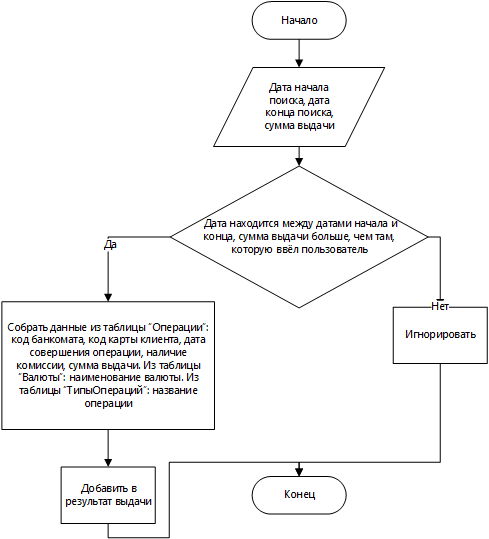 Начало
Дата начала
поиска, дата
конца поиска,
сумма выдачи
Дата находится между датами начала и
конца, сумма выдачи больше, чем там,
которую ввёл пользователь
Да
Нет
Собрать данные из таблицы "Операции":
код банкомата, код карты клиента, дата
совершения операции, наличие
комиссии, сумма выдачи. Из таблицы
"Валюты": наименование валюты. Из
таблицы "ТипыОпераций": название
операции
Игнорировать
Добавить в
результат выдачи
Конец